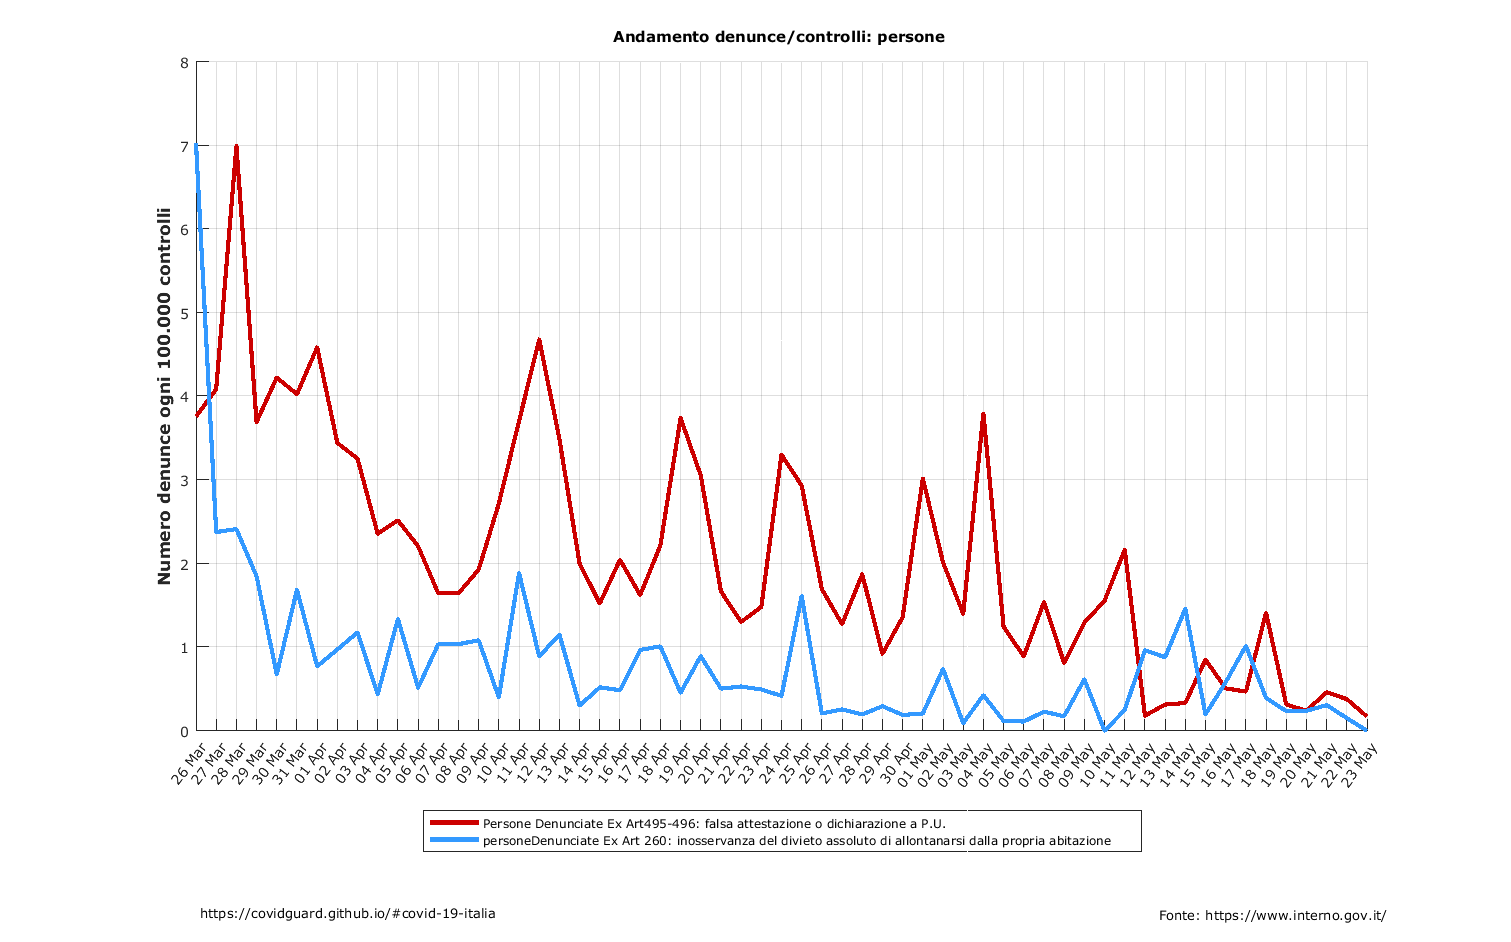 Andamento denunce/controlli: persone
Numero denunce ogni 100.000 controlli
8
7
6
5
4
3
2
1
0
26 Mar
27 Mar
28 Mar
29 Mar
30 Mar
31 Mar
01 Apr
02 Apr
03 Apr
04 Apr
05 Apr
06 Apr
07 Apr
08 Apr
09 Apr
10 Apr
11 Apr
12 Apr
13 Apr
14 Apr
15 Apr
16 Apr
17 Apr
18 Apr
19 Apr
20 Apr
21 Apr
22 Apr
23 Apr
24 Apr
25 Apr
26 Apr
27 Apr
28 Apr
29 Apr
30 Apr
01 May
02 May
03 May
04 May
05 May
06 May
07 May
08 May
09 May
10 May
11 May
12 May
13 May
14 May
15 May
16 May
17 May
18 May
19 May
20 May
21 May
22 May
23 May
Persone Denunciate Ex Art495-496: falsa attestazione o dichiarazione a P.U.
personeDenunciate Ex Art 260: inosservanza del divieto assoluto di allontanarsi dalla propria abitazione
https://covidguard.github.io/#covid-19-italia
Fonte: https://www.interno.gov.it/